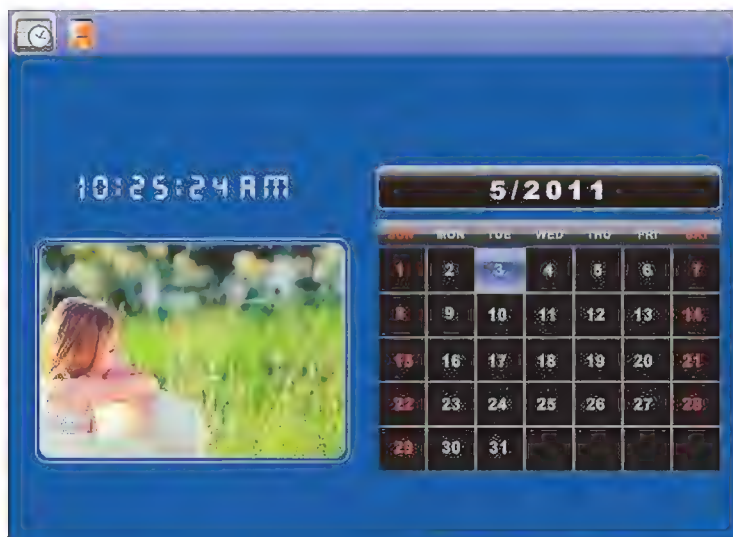 10:25:24 AM
5/2011
SUN MON TUE WED THU FRI SAT
1 2 3 4 5 6 7
8 9 10 11 12 13 14
15 16 17 18 19 20 21
22 23 24 25 26 27 28
29 30 31